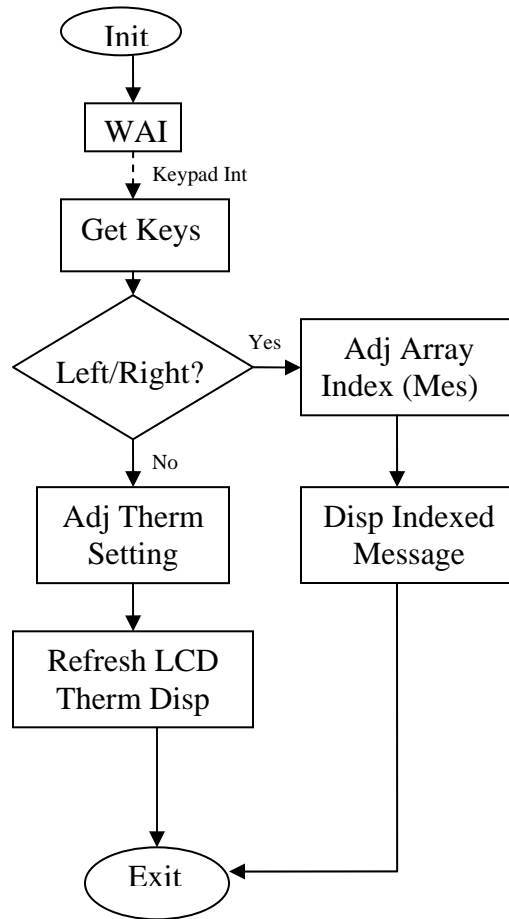 Init
WAI
Keypad Int
Get Keys
Left/Right?
Yes
Adj Array
Index (Mes)
No
Adj Therm
Setting
Disp Indexed
Message
Refresh LCD
Therm Disp
Exit